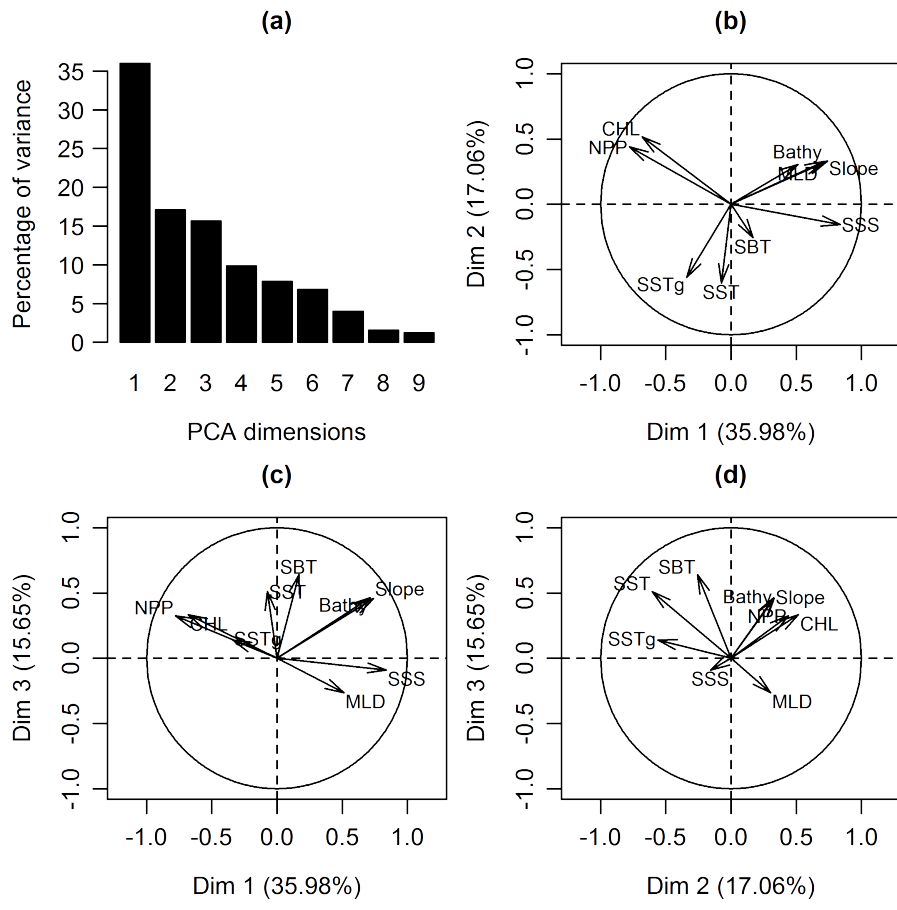 (a)
Percentage of variance
35
30
25
20
15
10
5
0
1 2 3 4 5 6 7 8 9
PCA dimensions
(b)
Dim 2 (17.06%)
1.0
0.5
0.0
-0.5
-1.0
CHL
NPP
Bathy
MLD
Slope
SSS
SBT
SSTg
SST
-1.0 -0.5 0.0 0.5 1.0
Dim 1 (35.98%)
(c)
Dim 3 (15.65%)
1.0
0.5
0.0
-0.5
-1.0
SBT
SST
Slope
Bathy
NPP
CHL
SSTg
SSS
MLD
-1.0 -0.5 0.0 0.5 1.0
Dim 1 (35.98%)
(d)
Dim 3 (15.65%)
1.0
0.5
0.0
-0.5
-1.0
SBT
SST
Bathy
Slope
NPP
CHL
SSTg
SSS
MLD
-1.0 -0.5 0.0 0.5 1.0
Dim 2 (17.06%)